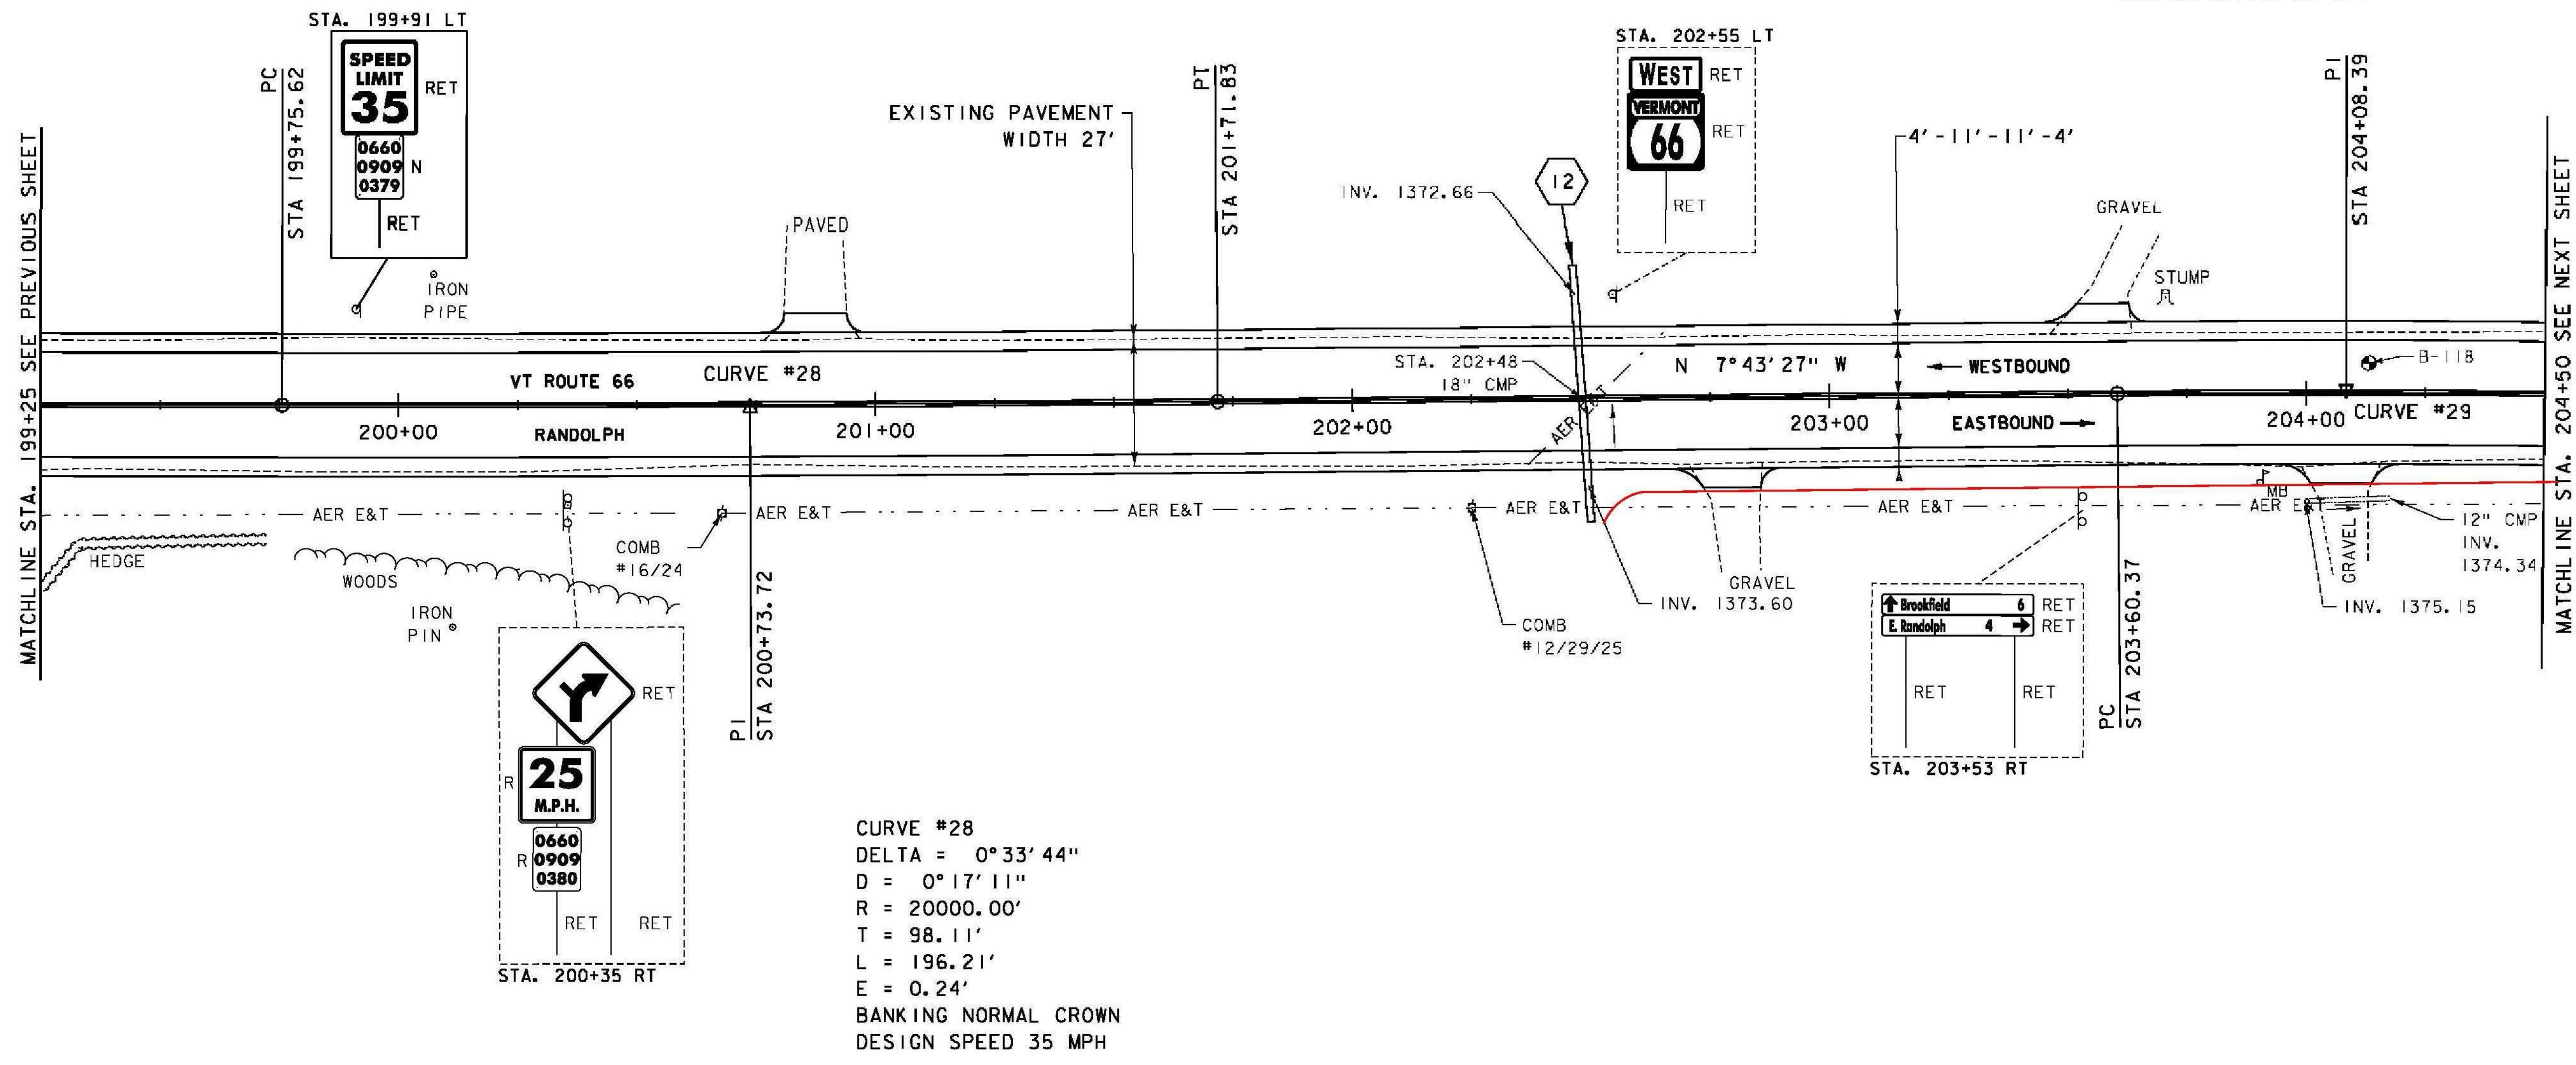 STA. 199+91 LT
SPEED
LIMIT
35
RET
0660
0909 N
0379
RET
PC
STA 199+75.62
IRON
PIPE
MATCHLINE STA. 199+25 SEE PREVIOUS SHEET
PAVED
EXISTING PAVEMENT
WIDTH 27'
PT
STA 201+71.83
STA. 202+55 LT
WEST RET
VERMONT
66
RET
RET
INV. 1372.66
12
4'-11'-11'-4'
GRAVEL
STUMP
PI
STA 204+08.39
MATCHLINE STA. 204+50 SEE NEXT SHEET
VT ROUTE 66
CURVE #28
STA. 202+48
18" CMP
N 7°43'27" W
WESTBOUND
B-118
200+00
RANDOLPH
201+00
202+00
AER
203+00
EASTBOUND
204+00
CURVE #29
AER E&T
AER E&T
AER E&T
AER E&T
AER E&T
MB
AER E&T
HEDGE
WOODS
IRON
PIN
COMB
#16/24
PI
STA 200+73.72
COMB
#12/29/25
INV. 1373.60
GRAVEL
GRAVEL
12" CMP
INV.
1374.34
INV. 1375.15
Brookfield 6 RET
E. Randolph 4 RET
RET RET
STA. 203+53 RT
PC
STA 203+60.37
RET
R 25
M.P.H.
0660
R 0909
0380
RET RET
STA. 200+35 RT
CURVE #28
DELTA = 0°33'44"
D = 0°17'11"
R = 20000.00'
T = 98.11'
L = 196.21'
E = 0.24'
BANKING NORMAL CROWN
DESIGN SPEED 35 MPH